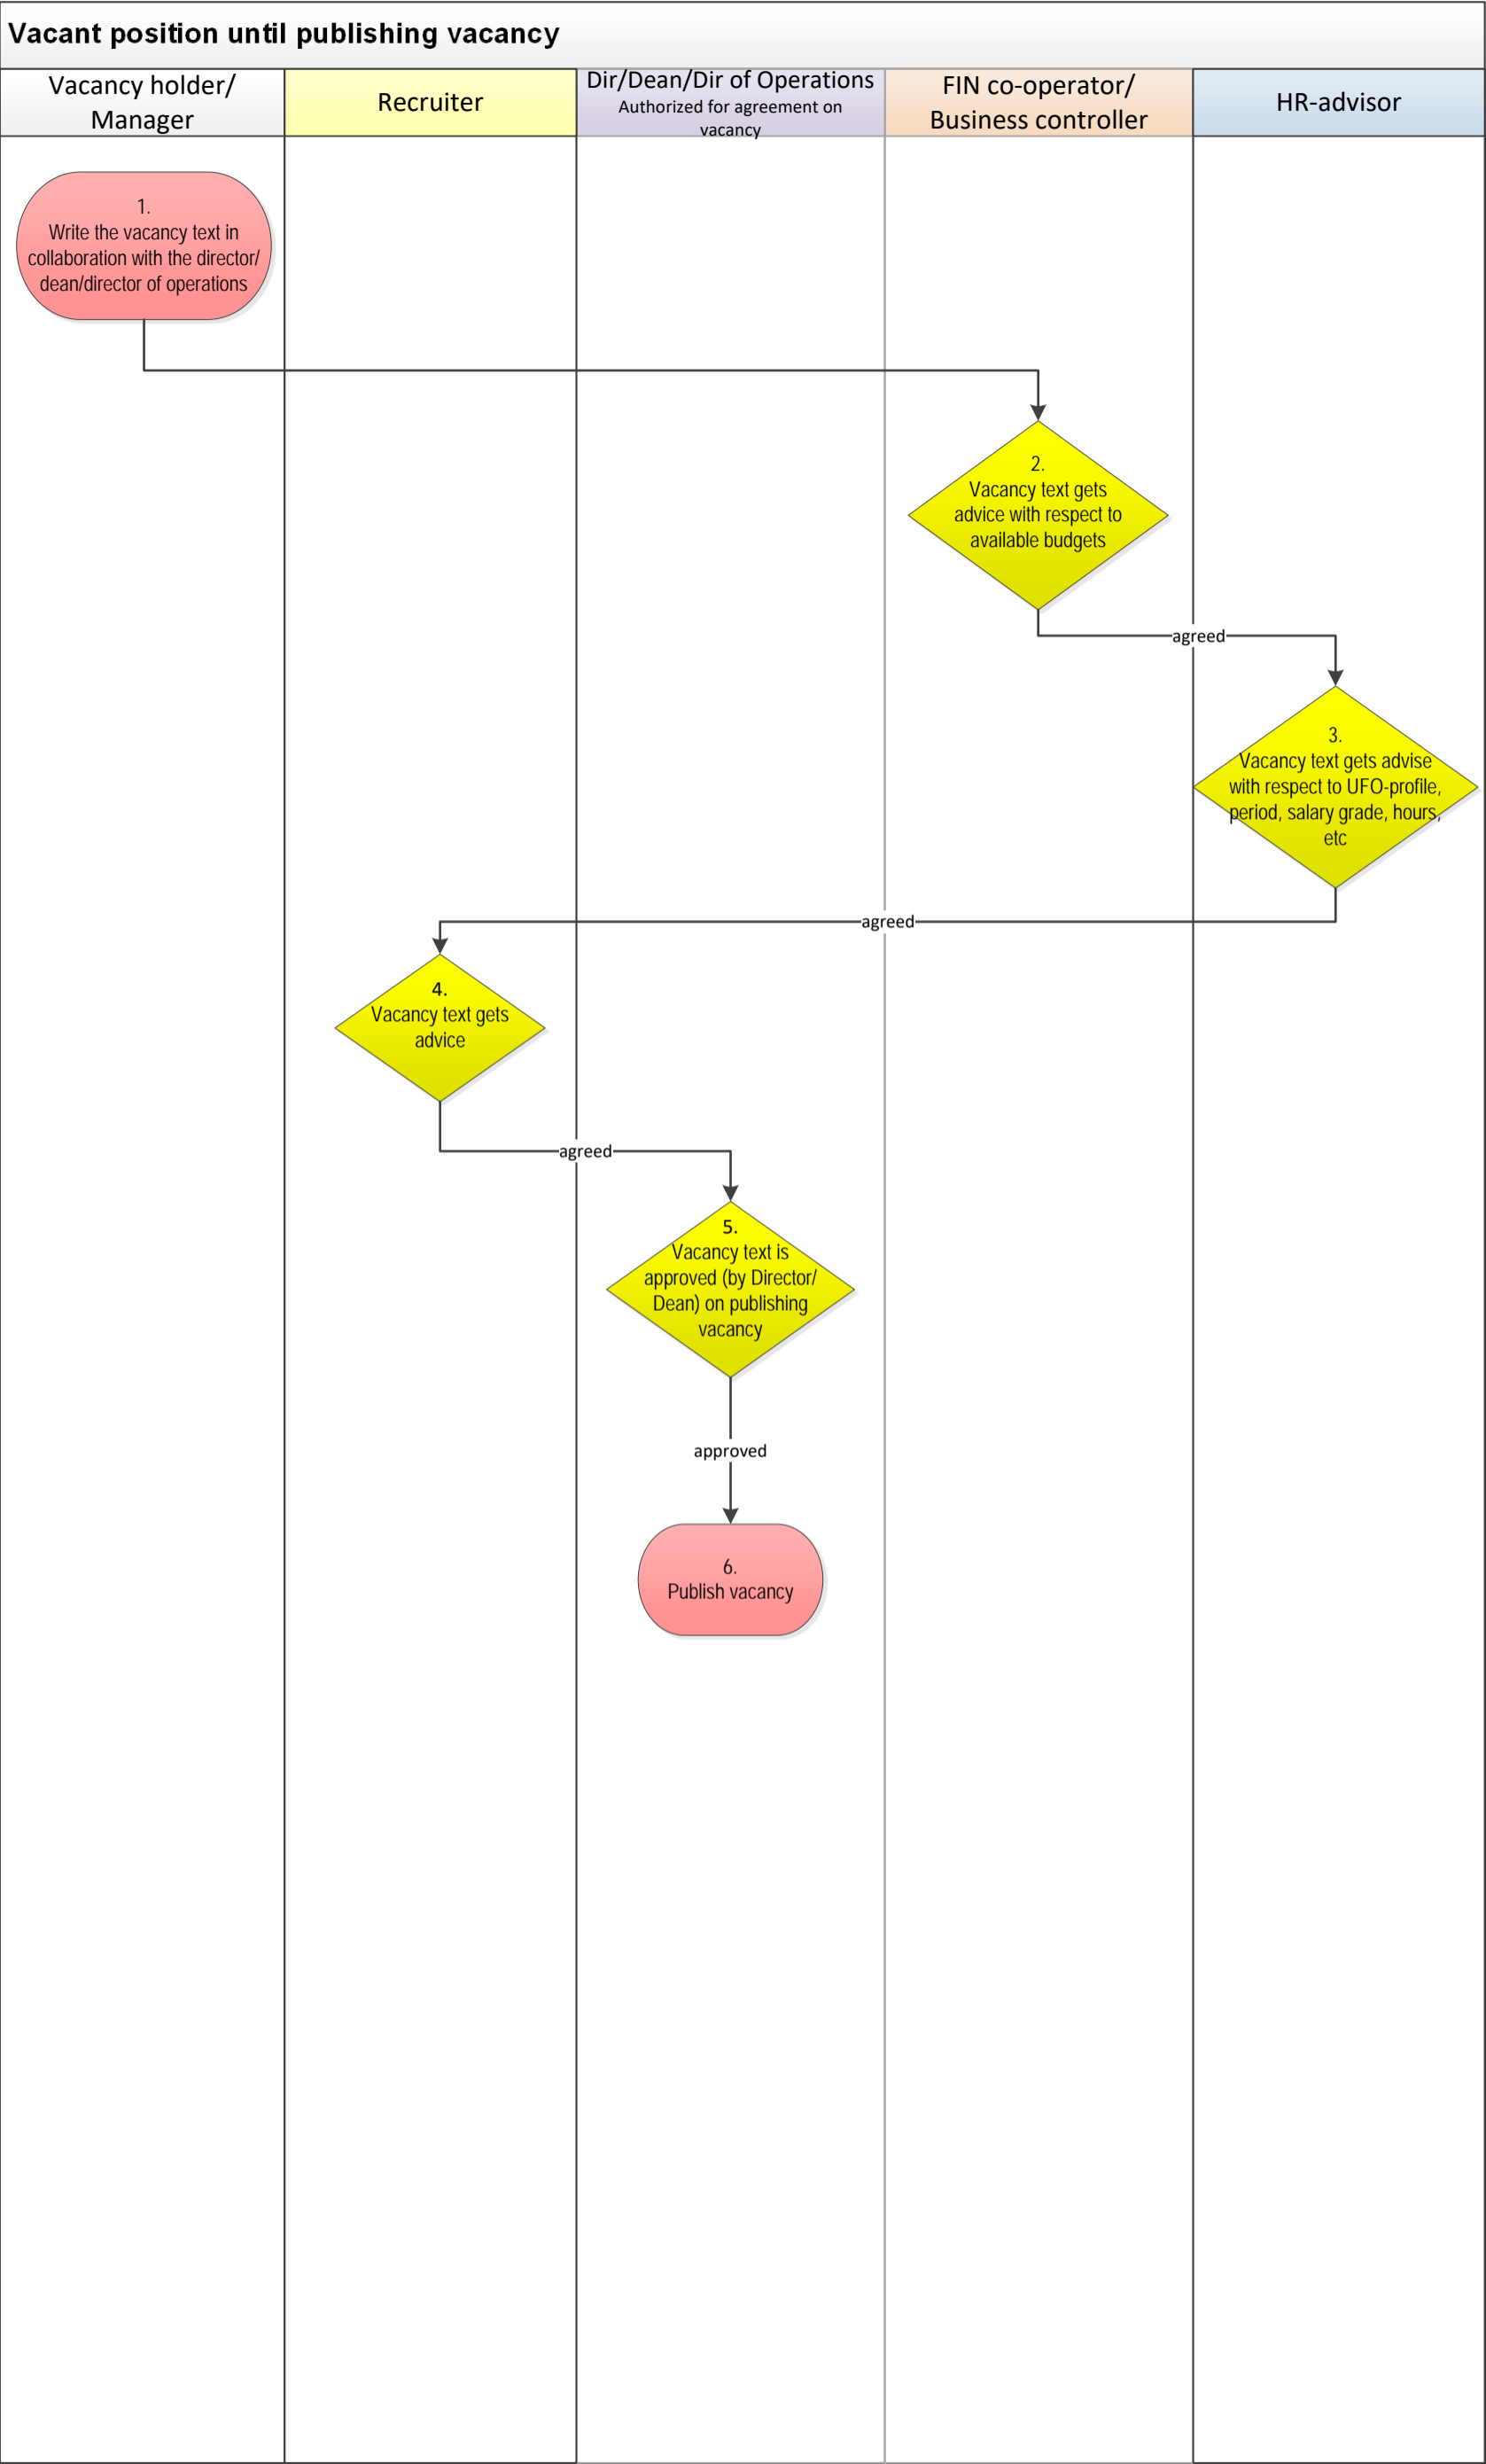 Vacant position until publishing vacancy
Vacancy holder/
Manager
Recruiter
Dir/Dean/Dir of Operations
Authorized for agreement on
vacancy
FIN co-operator/
Business controller
HR-advisor
1.
Write the vacancy text in
collaboration with the director/
dean/director of operations
2.
Vacancy text gets
advice with respect to
available budgets
agreed
3.
Vacancy text gets advise
with respect to UFO-profile,
period, salary grade, hours,
etc
agreed
4.
Vacancy text gets
advice
agreed
5.
Vacancy text is
approved (by Director/
Dean) on publishing
vacancy
approved
6.
Publish vacancy